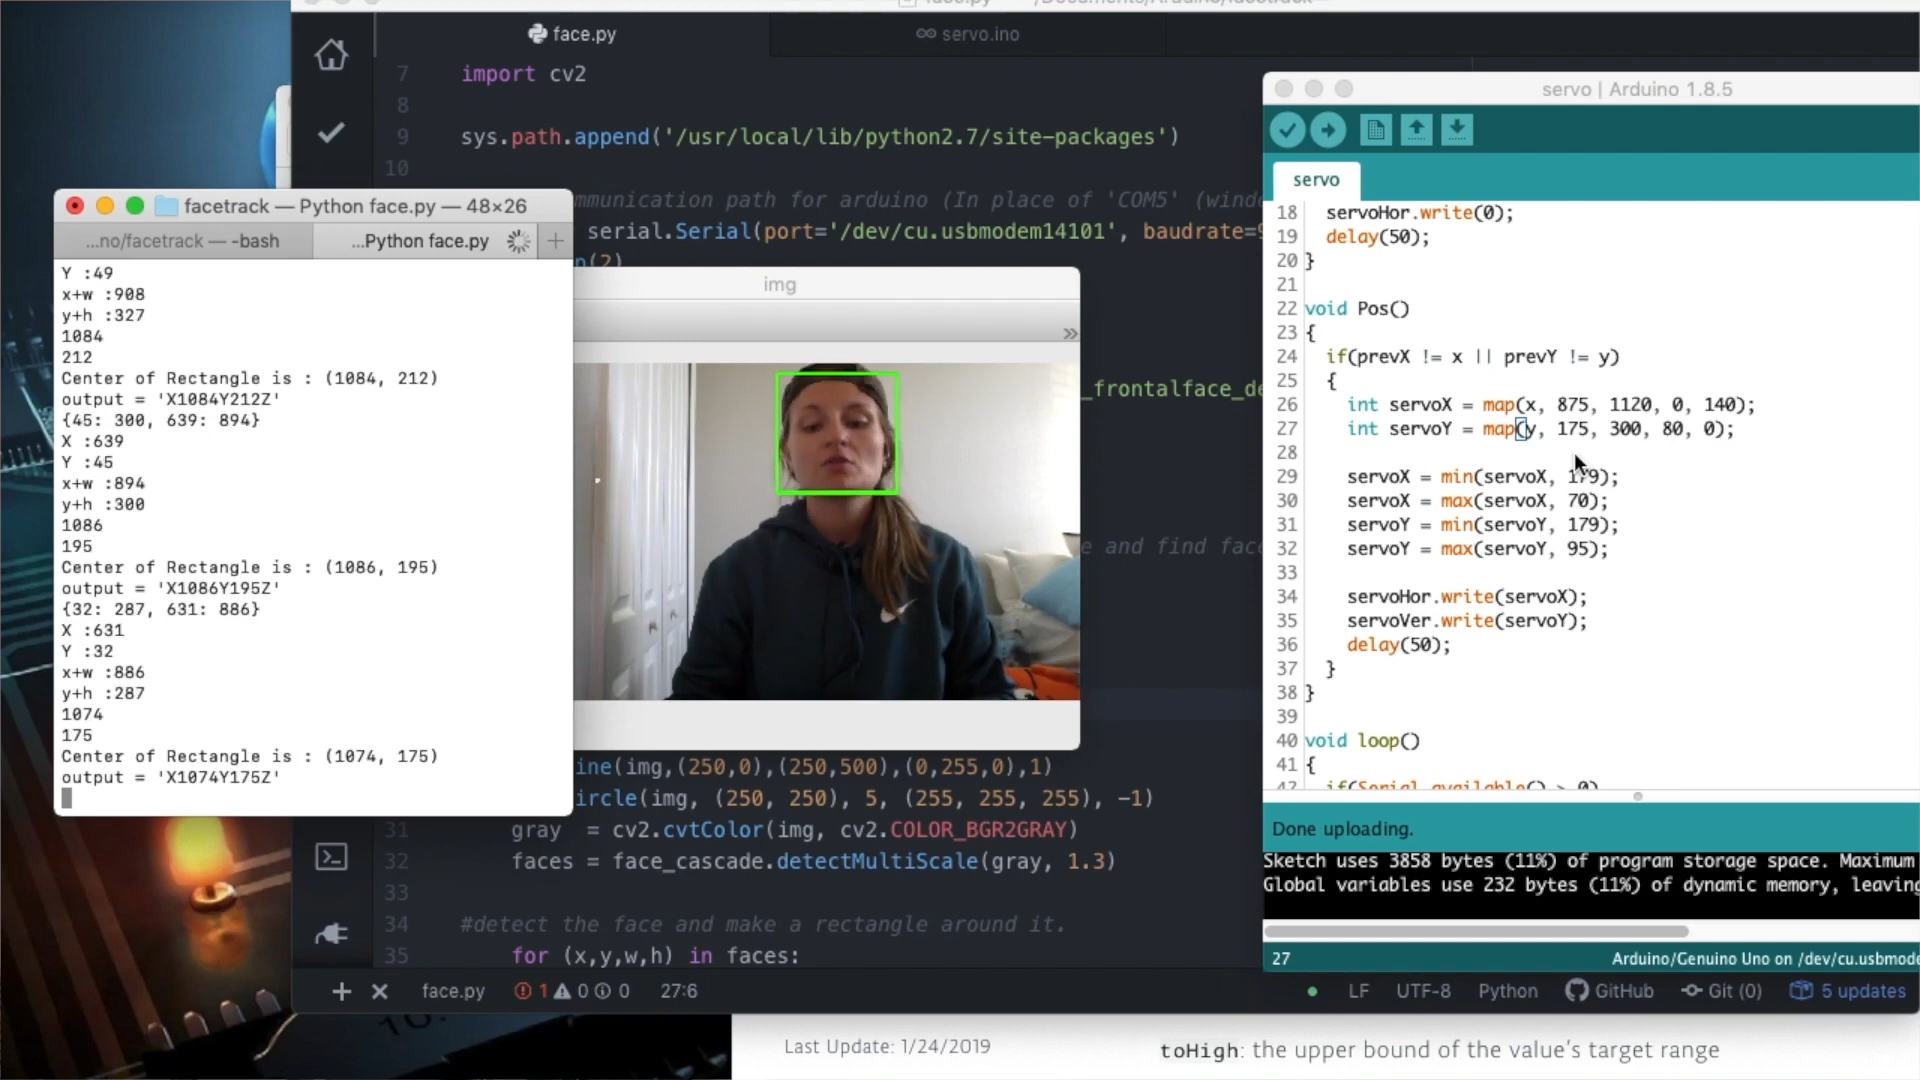 face.py
servo.ino
7 import cv2
8
9 sys.path.append('/usr/local/lib/python2.7/site-packages')
10
mmunication path for arduino (In place of 'COM5' (wind
serial.Serial(port='/dev/cu.usbmodem14101', baudrate=
(2)
_frontalface_de
e and find fac
ine(img,(250,0),(250,500),(0,255,0),1)
ircle(img, (250, 250), 5, (255, 255, 255), -1)
31 gray = cv2.cvtColor(img, cv2.COLOR_BGR2GRAY)
32 faces = face_cascade.detectMultiScale(gray, 1.3)
33
34 #detect the face and make a rectangle around it.
35 for (x,y,w,h) in faces:
face.py 1 0 0 27:6
LF UTF-8 Python GitHub Git (0) 5 updates
facetrack — Python face.py — 48×26
...no/facetrack — -bash
...Python face.py
Y :49
x+w :908
y+h :327
1084
212
Center of Rectangle is : (1084, 212)
output = 'X1084Y212Z'
{45: 300, 639: 894}
X :639
Y :45
x+w :894
y+h :300
1086
195
Center of Rectangle is : (1086, 195)
output = 'X1086Y195Z'
{32: 287, 631: 886}
X :631
Y :32
x+w :886
y+h :287
1074
175
Center of Rectangle is : (1074, 175)
output = 'X1074Y175Z'
img
servo | Arduino 1.8.5
servo
18 servoHor.write(0);
19 delay(50);
20 }
21
22 void Pos()
23 {
24 if(prevX != x || prevY != y)
25 {
26 int servoX = map(x, 875, 1120, 0, 140);
27 int servoY = map(y, 175, 300, 80, 0);
28
29 servoX = min(servoX, 179);
30 servoX = max(servoX, 70);
31 servoY = min(servoY, 179);
32 servoY = max(servoY, 95);
33
34 servoHor.write(servoX);
35 servoVer.write(servoY);
36 delay(50);
37 }
38 }
39
40 void loop()
41 {
42 if(Serial.available() > 0)
Done uploading.
Sketch uses 3858 bytes (11%) of program storage space. Maximum
Global variables use 232 bytes (11%) of dynamic memory, leaving
27
Arduino/Genuino Uno on /dev/cu.usbmode
Last Update: 1/24/2019
toHigh: the upper bound of the value's target range